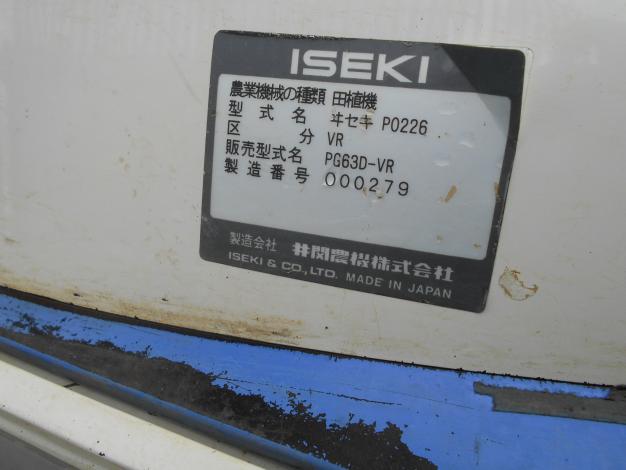 ISEKI
農業機械の種類 田植機
型式名 ヰセキ P0226
区分 VR
販売型式名 PG63D-VR
製造番号 000279
製造会社 井関農機株式会社
ISEKI & CO., LTD. MADE IN JAPAN